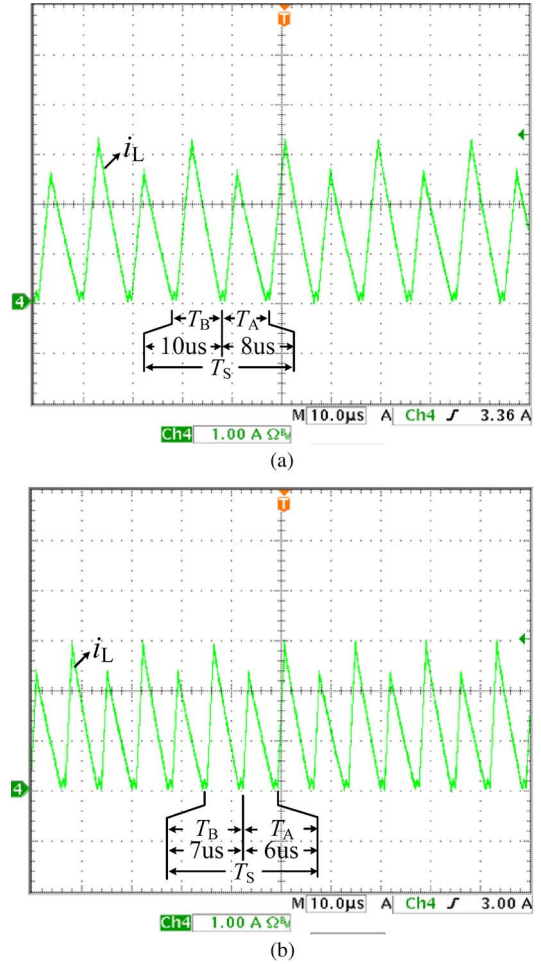 T
i_L
4
T_B T_A
10us 8us
T_S
M 10.0µs A Ch4 ʃ 3.36 A
Ch4 1.00 A Ω
(a)
T
i_L
4
T_B T_A
7us 6us
T_S
M 10.0µs A Ch4 ʃ 3.00 A
Ch4 1.00 A Ω
(b)